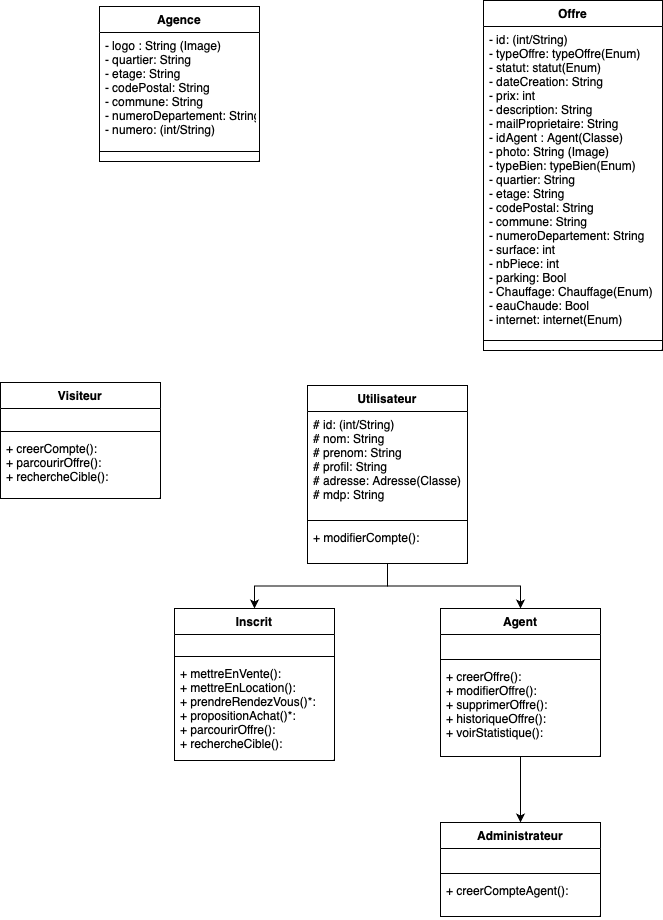 Agence
- logo : String (Image)
- quartier: String
- etage: String
- codePostal: String
- commune: String
- numeroDepartement: String
- numero: (int/String)
Offre
- id: (int/String)
- typeOffre: typeOffre(Enum)
- statut: statut(Enum)
- dateCreation: String
- prix: int
- description: String
- mailProprietaire: String
- idAgent : Agent(Classe)
- photo: String (Image)
- typeBien: typeBien(Enum)
- quartier: String
- etage: String
- codePostal: String
- commune: String
- numeroDepartement: String
- surface: int
- nbPiece: int
- parking: Bool
- Chauffage: Chauffage(Enum)
- eauChaude: Bool
- internet: internet(Enum)
Visiteur
+ creerCompte():
+ parcourirOffre():
+ rechercheCible():
Utilisateur
# id: (int/String)
# nom: String
# prenom: String
# profil: String
# adresse: Adresse(Classe)
# mdp: String
+ modifierCompte():
Inscrit
+ mettreEnVente():
+ mettreEnLocation():
+ prendreRendezVous()*:
+ propositionAchat()*:
+ parcourirOffre():
+ rechercheCible():
Agent
+ creerOffre():
+ modifierOffre():
+ supprimerOffre():
+ historiqueOffre():
+ voirStatistique():
Administrateur
+ creerCompteAgent():